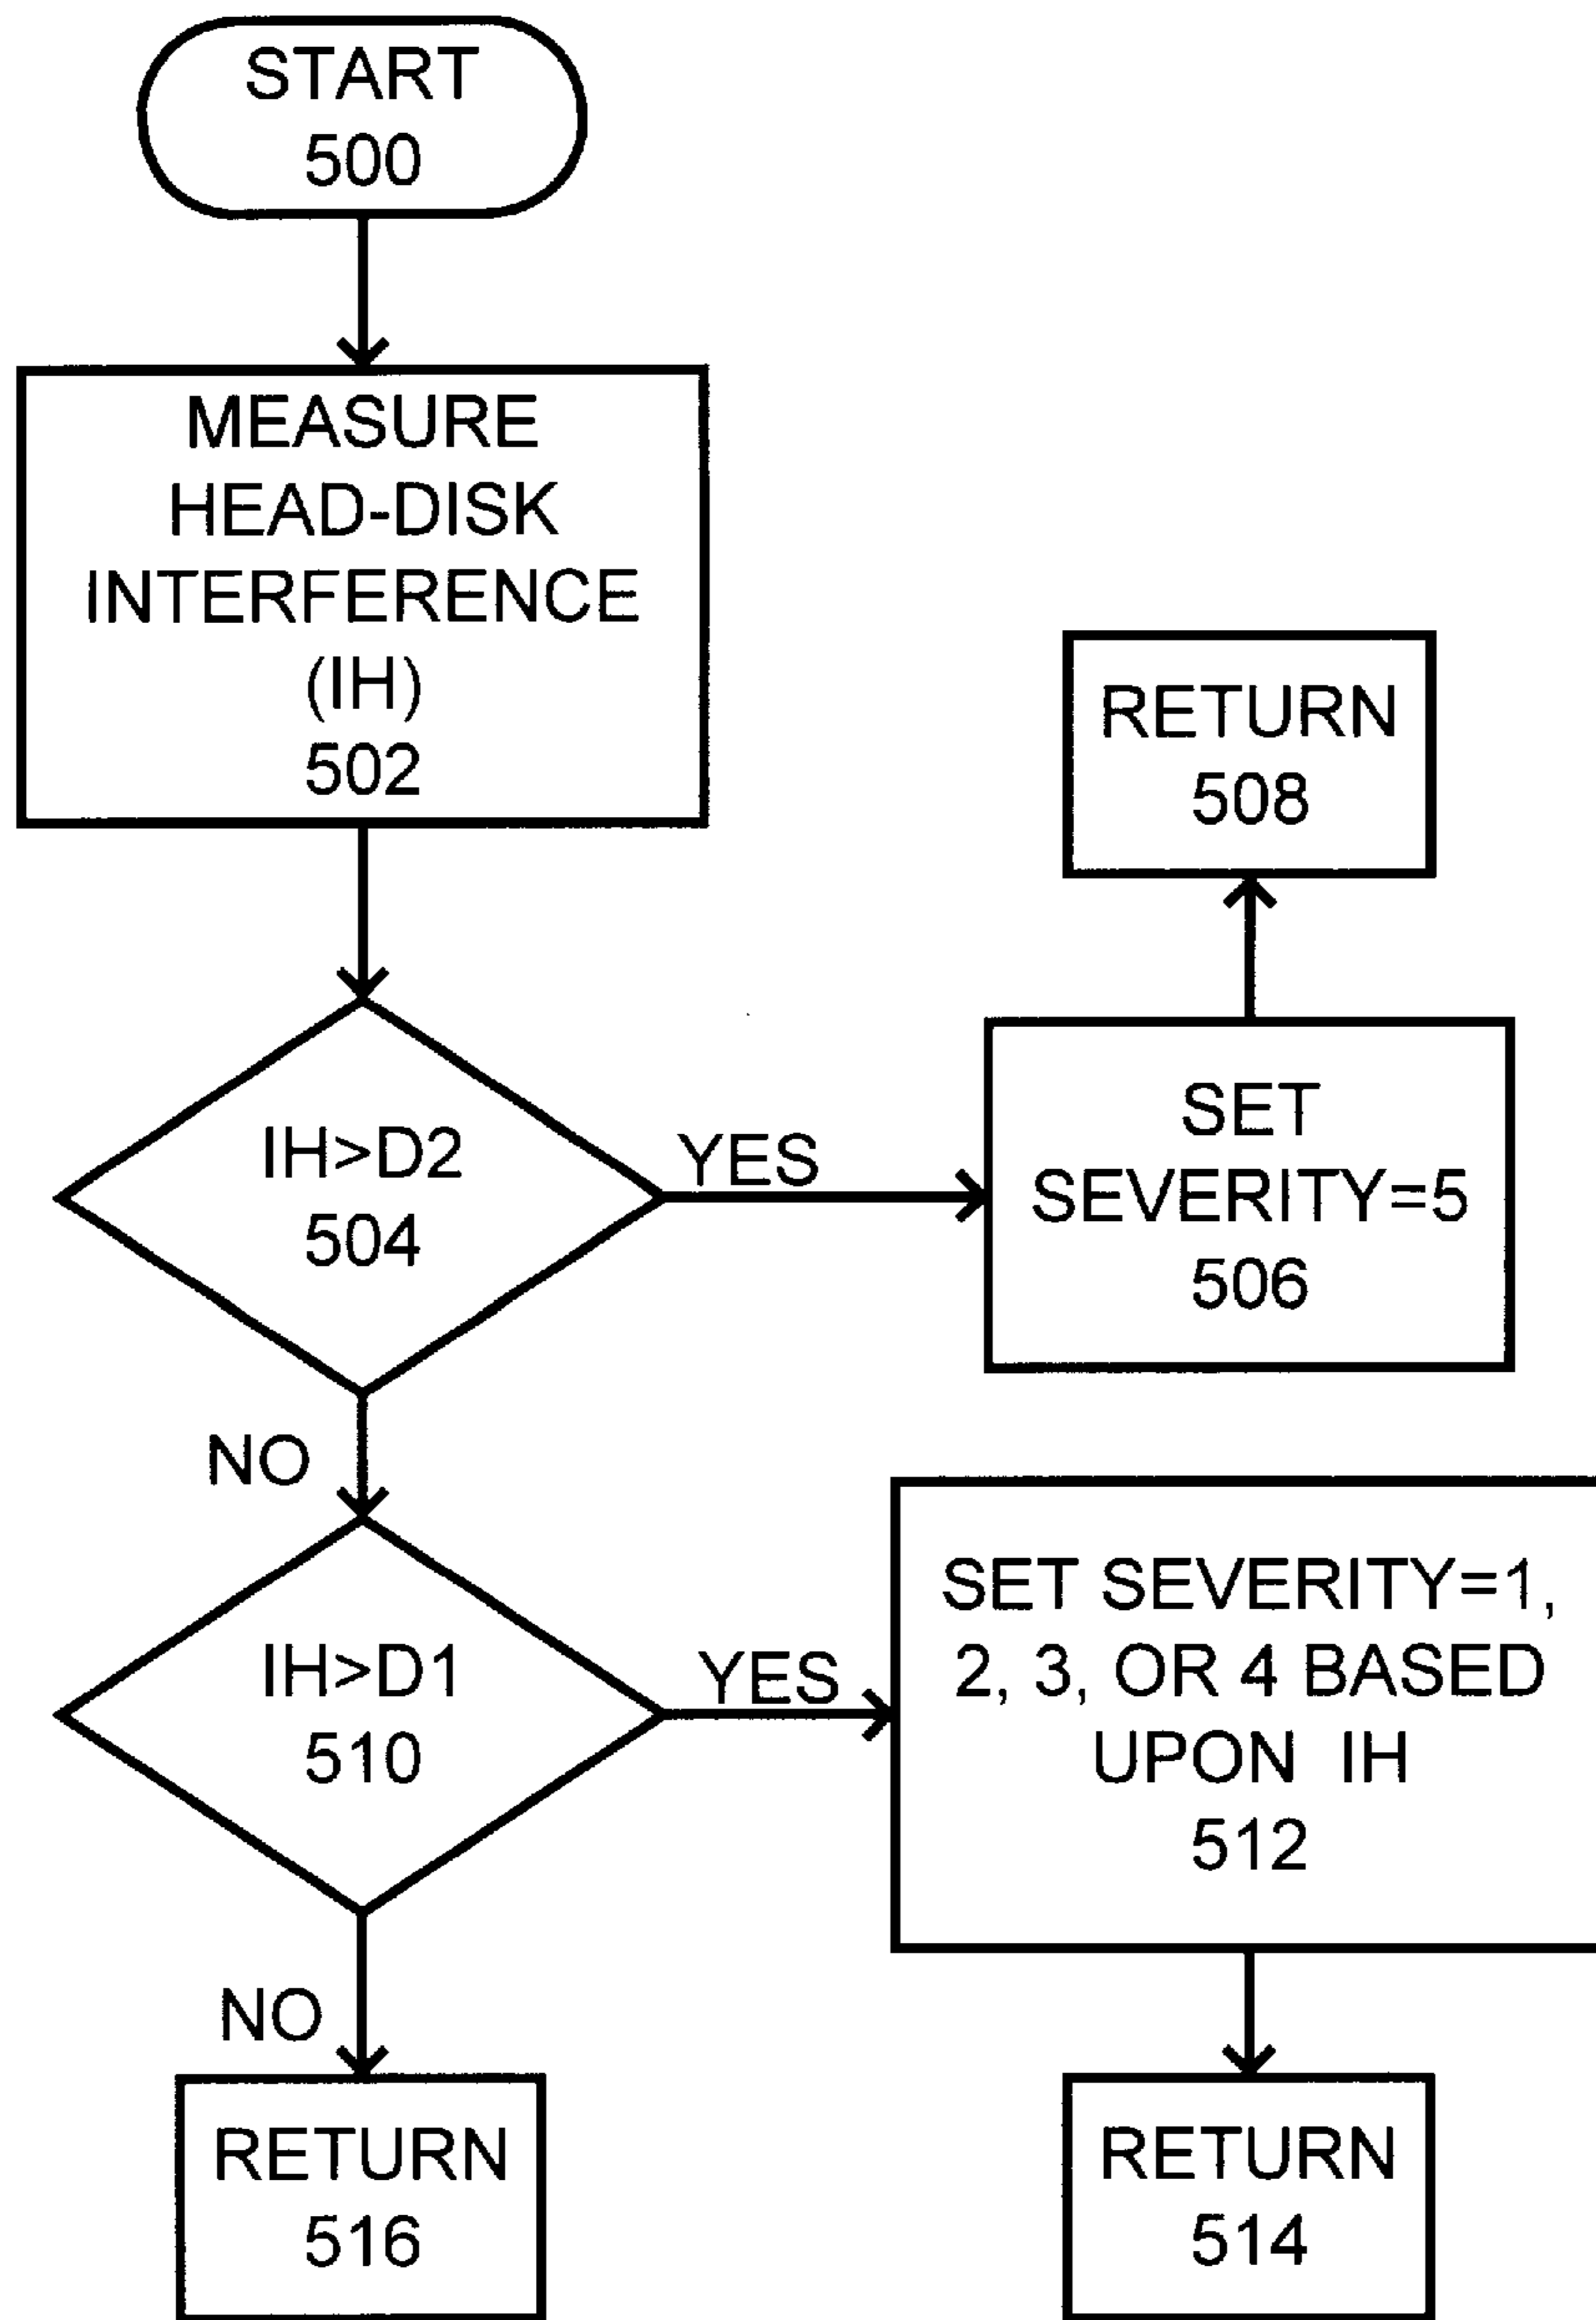 START
500
MEASURE
HEAD-DISK
INTERFERENCE
(IH)
502
RETURN
508
IH>D2
504
YES
SET
SEVERITY=5
506
NO
IH>D1
510
YES
SET SEVERITY=1,
2, 3, OR 4 BASED
UPON IH
512
NO
RETURN
516
RETURN
514